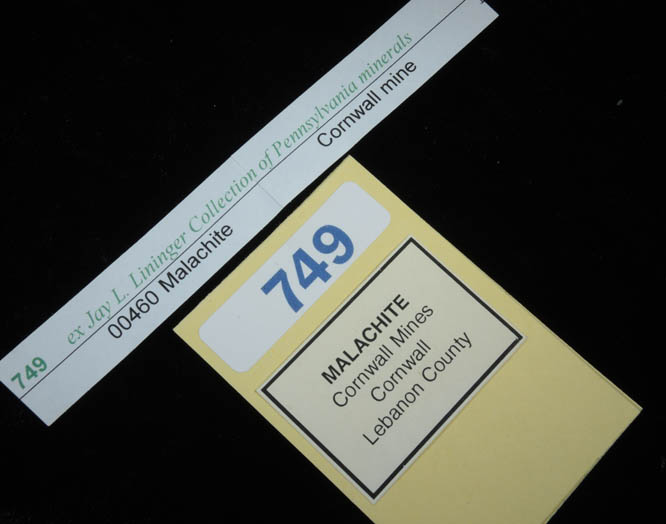 749 ex Jay L. Lininger Collection of Pennsylvania minerals
00460 Malachite Cornwall mine
749
MALACHITE
Cornwall Mines
Cornwall
Lebanon County